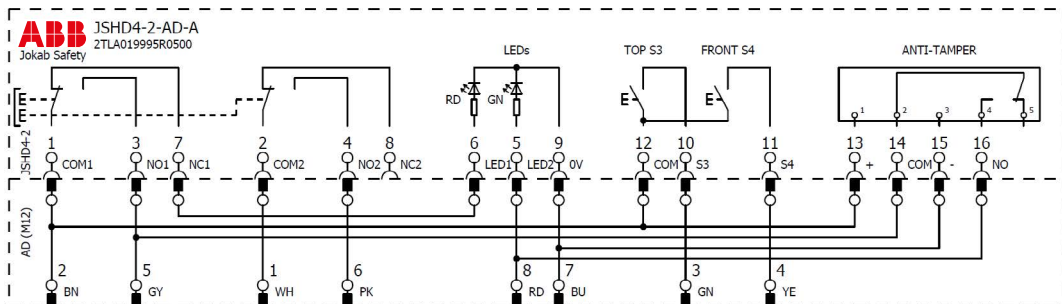 ABB JSHD4-2-AD-A
Jokab Safety 2TLA019995R0500
LEDs TOP S3 FRONT S4 ANTI-TAMPER
RD GN
1 2 3 4 5
JSHD4-2
1 3 7 2 4 8 6 5 9 12 10 11 13 14 15 16
COM1 NO1 NC1 COM2 NO2 NC2 LED1 LED2 0V COM S3 S4 + COM - NO
AD (M12)
2 5 1 6 8 7 3 4
BN GY WH PK RD BU GN YE